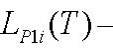 L_{P1i}(T) –